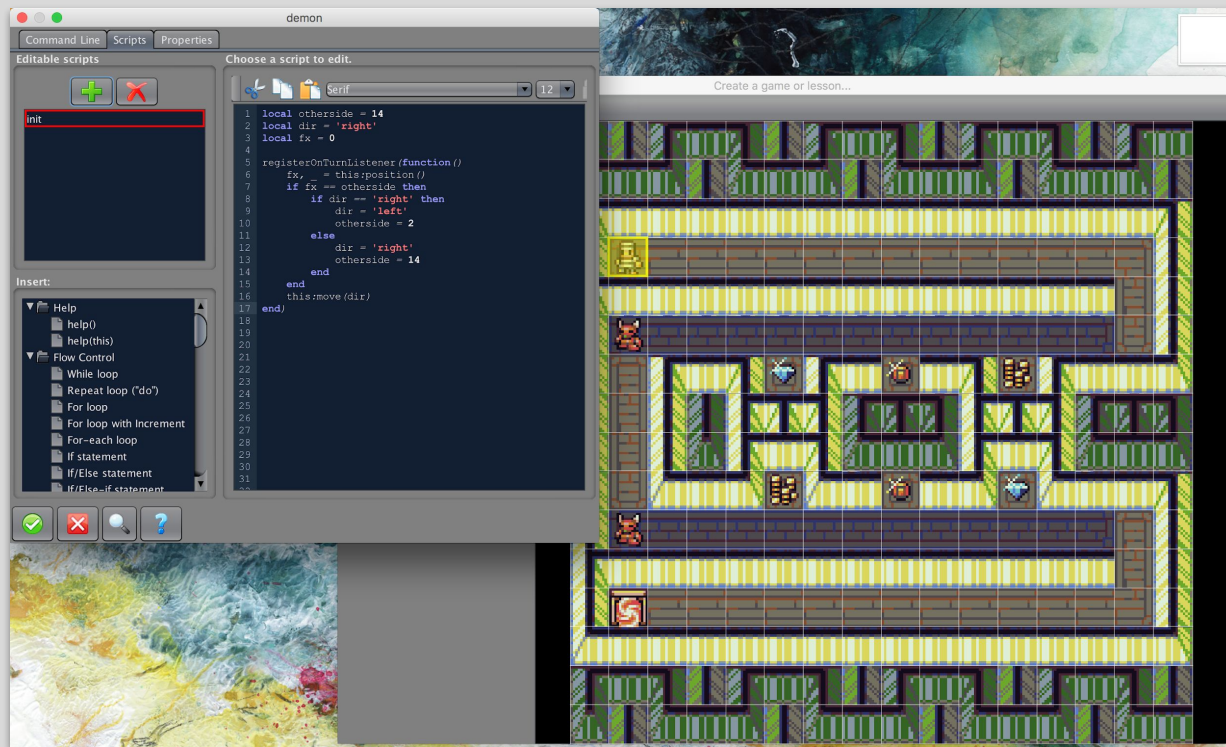 demon
Command Line Scripts Properties
Editable scripts
Choose a script to edit.
Serif
12
init
1 local otherside = 14
2 local dir = 'right'
3 local fx = 0
4
5 registerOnTurnListener(function()
6 fx, _ = this:position()
7 if fx == otherside then
8 if dir == 'right' then
9 dir = 'left'
10 otherside = 2
11 else
12 dir = 'right'
13 otherside = 14
14 end
15 end
16 this:move(dir)
17 end)
18
19
20
21
22
23
24
25
26
27
28
29
30
31
Insert:
Help
help()
help(this)
Flow Control
While loop
Repeat loop ("do")
For loop
For loop with Increment
For-each loop
If statement
If/Else statement
If/Else-if statement
Create a game or lesson...